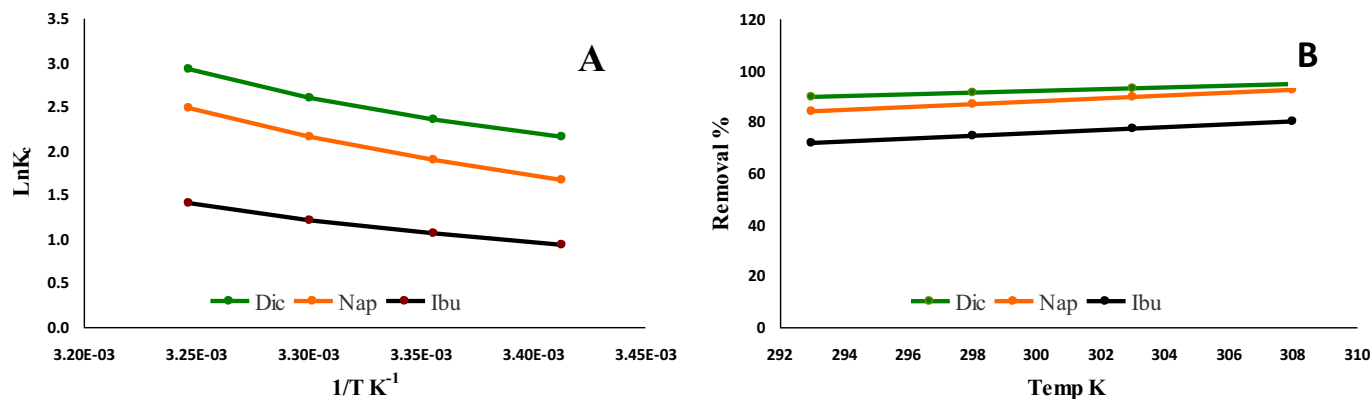 A
3.5
3.0
2.5
2.0
1.5
1.0
0.5
0.0
LnKc
Dic Nap Ibu
3.20E-03 3.25E-03 3.30E-03 3.35E-03 3.40E-03 3.45E-03
1/T K-1
B
120
100
80
60
40
20
0
Removal %
Dic Nap Ibu
292 294 296 298 300 302 304 306 308 310
Temp K